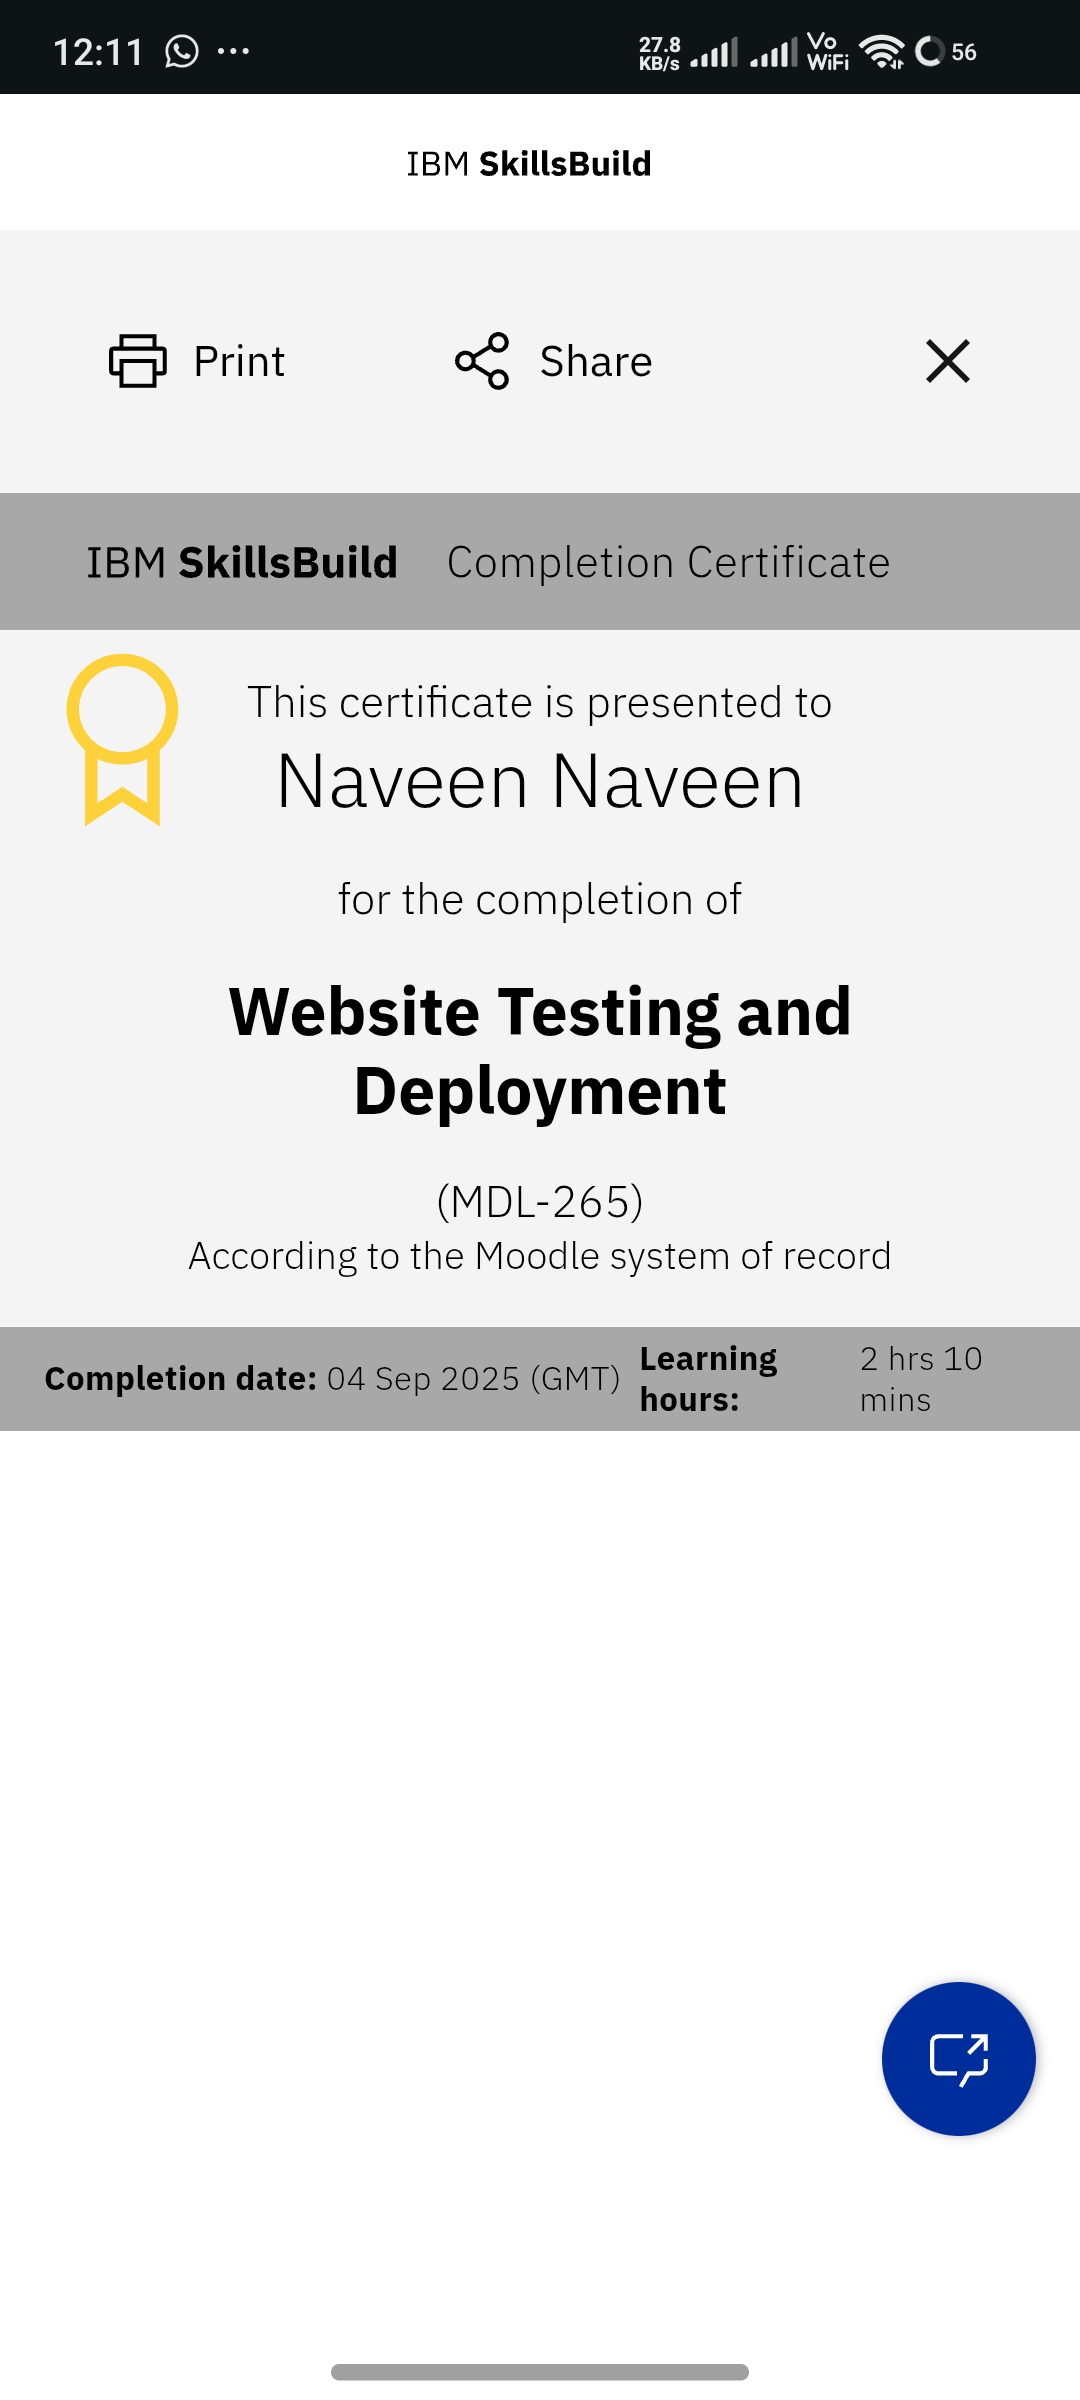 12:11
27.8 KB/s
Vo WiFi
56
IBM SkillsBuild
Print
Share
IBM SkillsBuild Completion Certificate
This certificate is presented to
Naveen Naveen
for the completion of
Website Testing and
Deployment
(MDL-265)
According to the Moodle system of record
Completion date: 04 Sep 2025 (GMT)
Learning hours: 2 hrs 10 mins